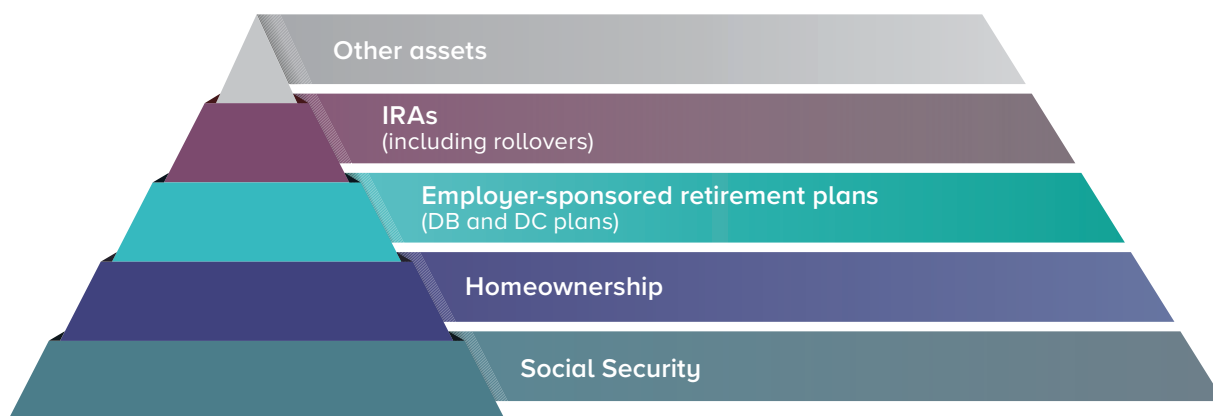 Other assets
IRAs
(including rollovers)
Employer-sponsored retirement plans
(DB and DC plans)
Homeownership
Social Security